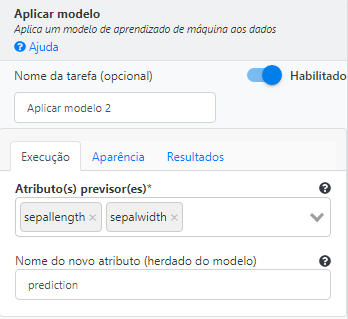 Aplicar modelo
Aplica um modelo de aprendizado de máquina aos dados
Ajuda
Nome da tarefa (opcional)
Habilitado
Aplicar modelo 2
Execução Aparência Resultados
Atributo(s) previsor(es)*
sepallength × sepalwidth ×
Nome do novo atributo (herdado do modelo)
prediction